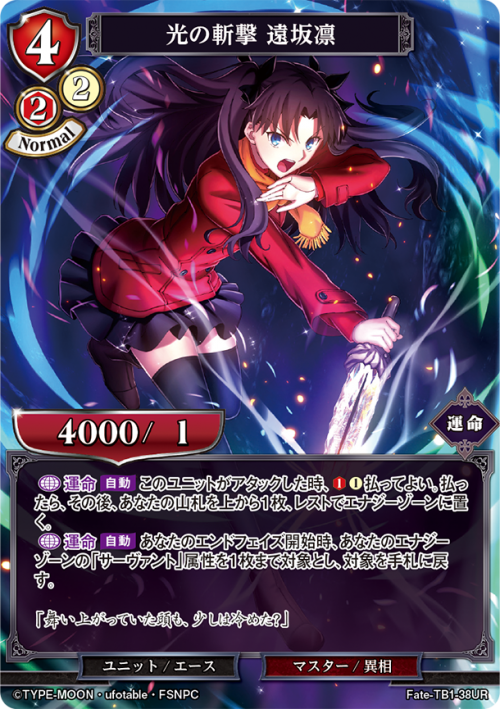 4
光の斬撃 遠坂凛
2
2
Normal
4000/ 1
運命
運命 自動 このユニットがアタックした時、1 1払ってよい。払っ
たら、その後、あなたの山札を上から1枚、レストでエナジーゾーンに置
く。
運命 自動 あなたのエンドフェイズ開始時、あなたのエナジー
ゾーンの「サーヴァント」属性を1枚まで対象とし、対象を手札に戻
す。
「舞い上がっていた頭も、少しは冷めた?」
ユニット / エース
マスター / 異相
©TYPE-MOON・ufotable・FSNPC
Fate-TB1-38UR